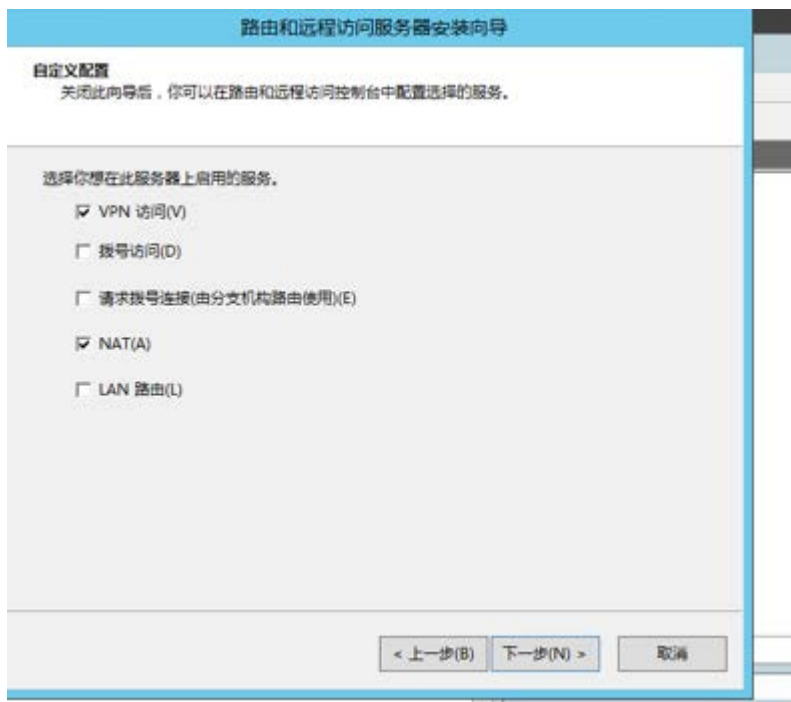 路由和远程访问服务器安装向导
自定义配置
关闭此向导后，你可以在路由和远程访问控制台中配置选择的服务。
选择你想在此服务器上启用的服务。
VPN 访问(V)
拨号访问(D)
请求拨号连接(由分支机构路由使用)(E)
NAT(A)
LAN 路由(L)
< 上一步(B) 下一步(N) > 取消